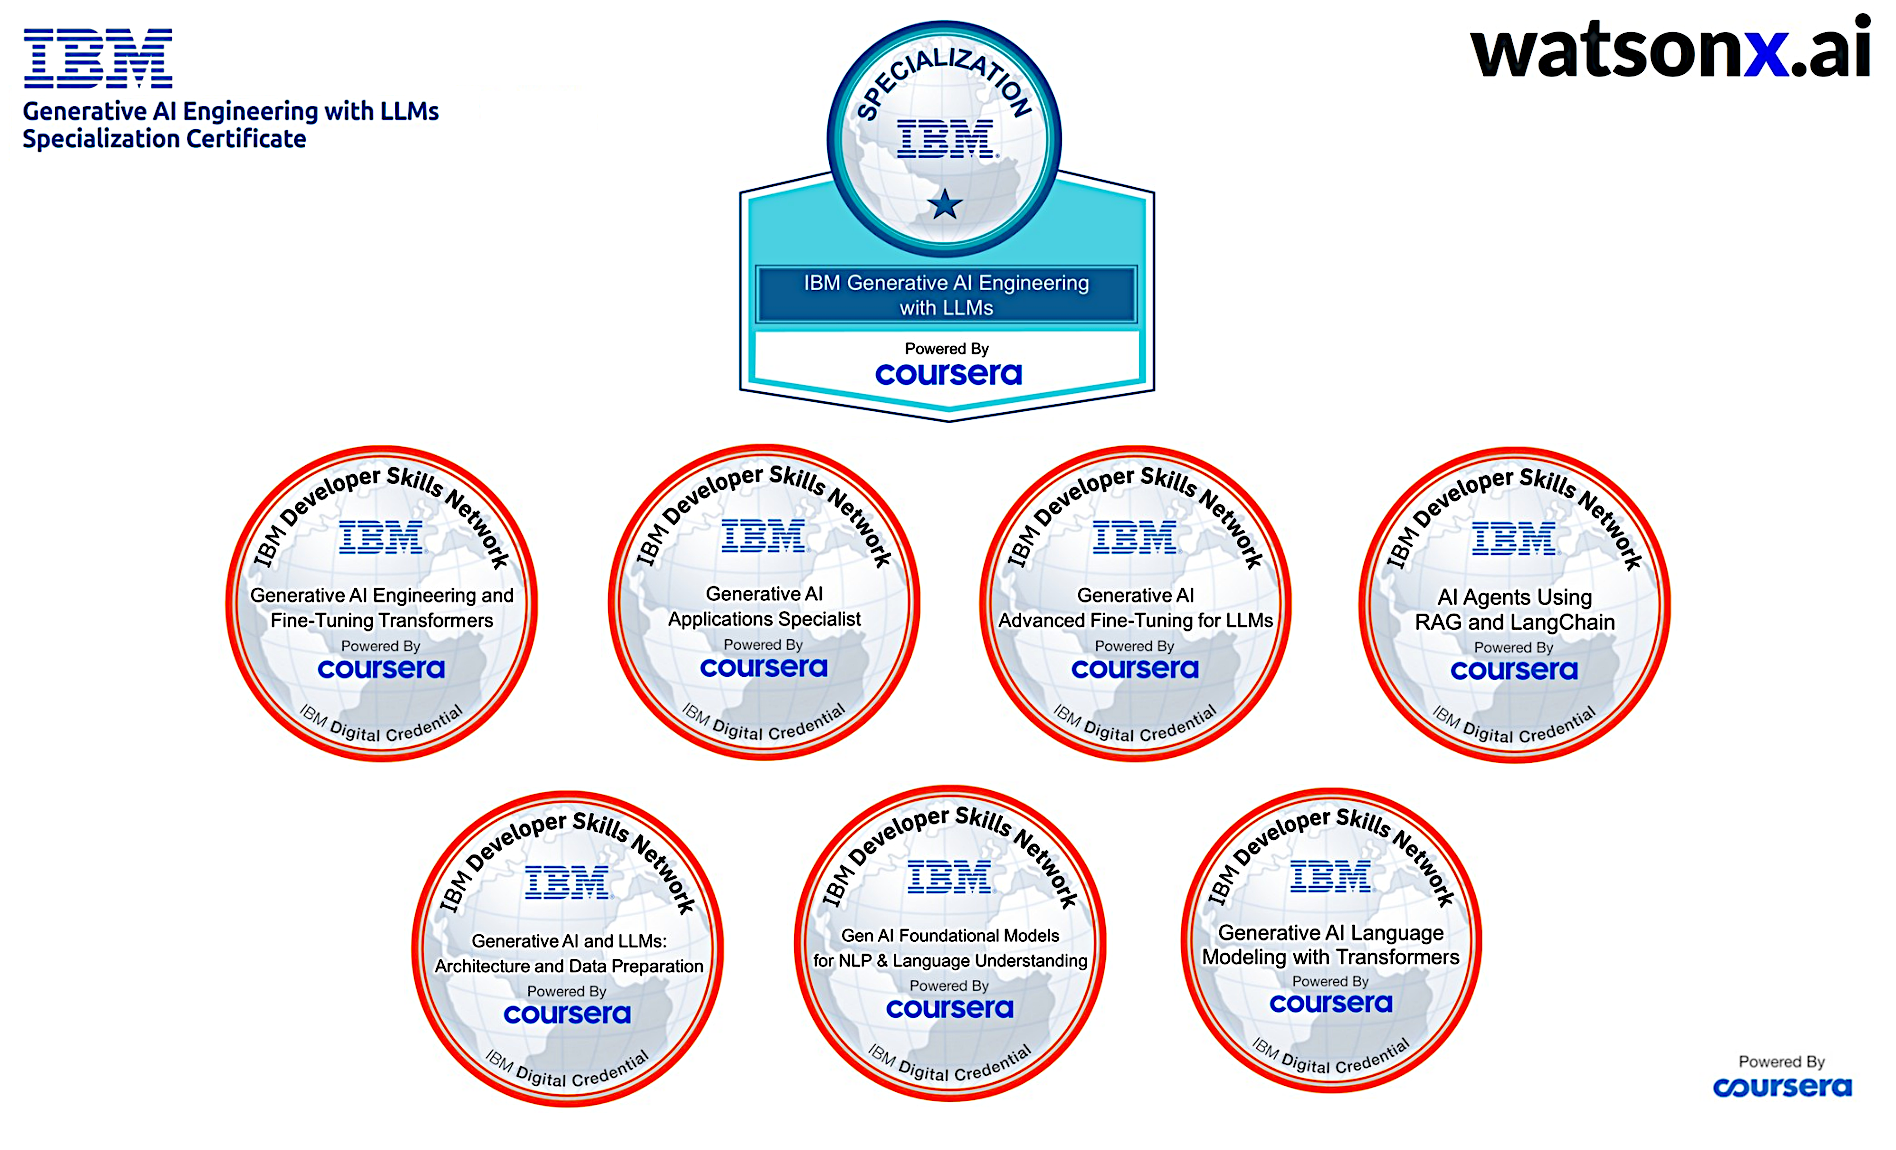 IBM
Generative AI Engineering with LLMs
Specialization Certificate
watsonx.ai
SPECIALIZATION
IBM
IBM Generative AI Engineering
with LLMs
Powered By
coursera
IBM Developer Skills Network
IBM
Generative AI Engineering and
Fine-Tuning Transformers
Powered By
coursera
IBM Digital Credential
IBM Developer Skills Network
IBM
Generative AI
Applications Specialist
Powered By
coursera
IBM Digital Credential
IBM Developer Skills Network
IBM
Generative AI
Advanced Fine-Tuning for LLMs
Powered By
coursera
IBM Digital Credential
IBM Developer Skills Network
IBM
AI Agents Using
RAG and LangChain
Powered By
coursera
IBM Digital Credential
IBM Developer Skills Network
IBM
Generative AI and LLMs:
Architecture and Data Preparation
Powered By
coursera
IBM Digital Credential
IBM Developer Skills Network
IBM
Gen AI Foundational Models
for NLP & Language Understanding
Powered By
coursera
IBM Digital Credential
IBM Developer Skills Network
IBM
Generative AI Language
Modeling with Transformers
Powered By
coursera
IBM Digital Credential
Powered By
coursera